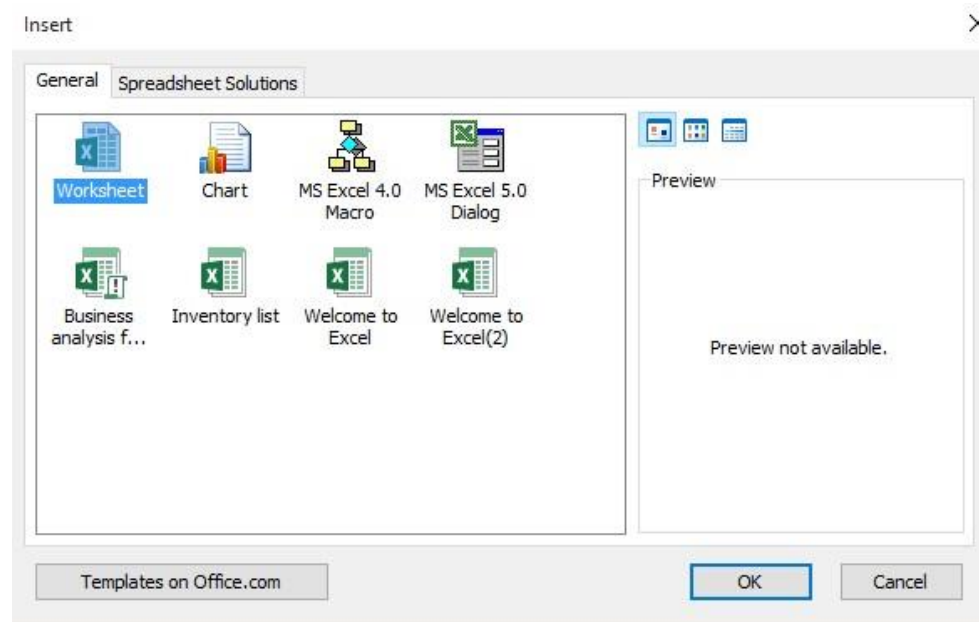 Insert
General
Spreadsheet Solutions
Worksheet
Chart
MS Excel 4.0
Macro
MS Excel 5.0
Dialog
Business
analysis f...
Inventory list
Welcome to
Excel
Welcome to
Excel(2)
Preview
Preview not available.
Templates on Office.com
OK
Cancel